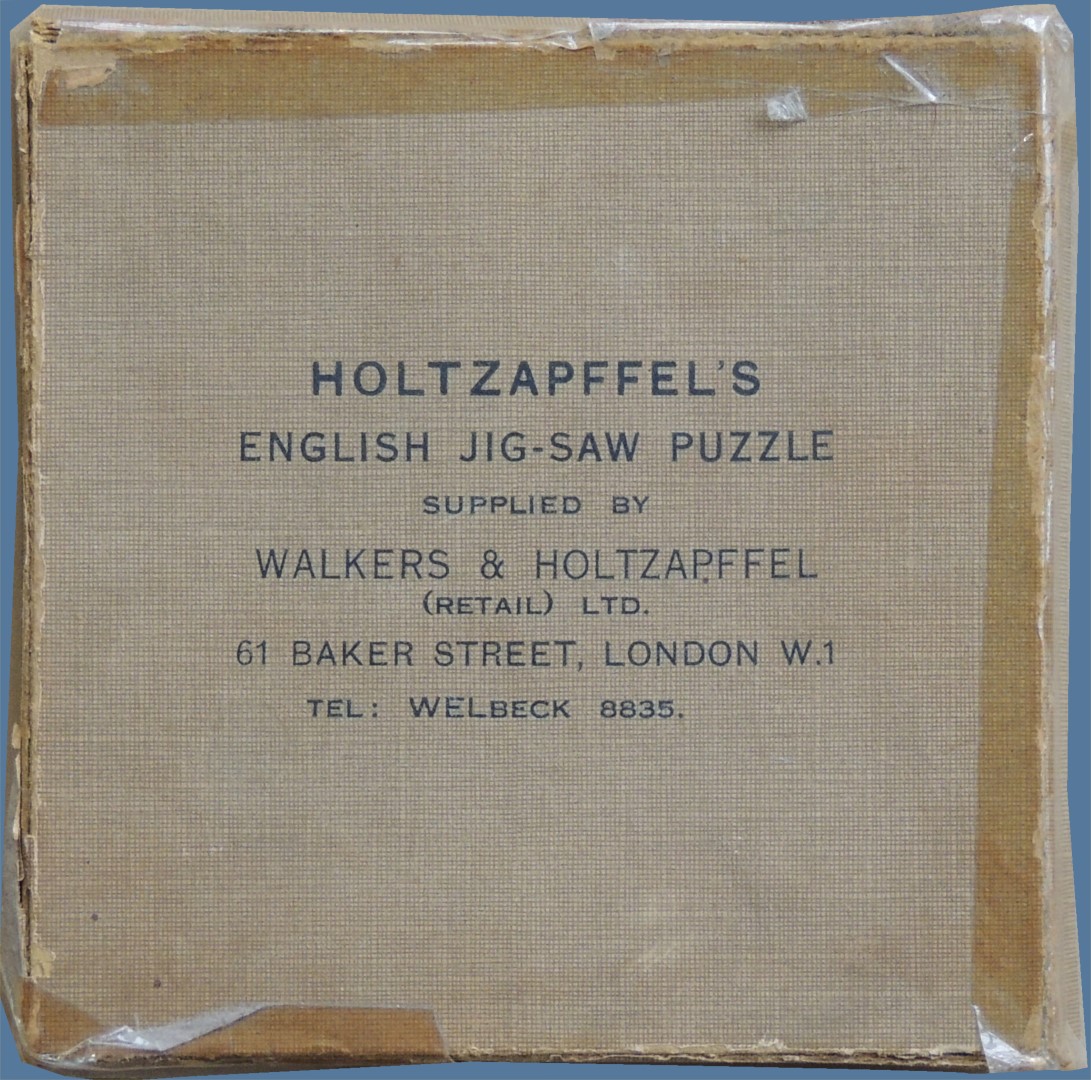 HOLTZAPFFEL'S
ENGLISH JIG-SAW PUZZLE
SUPPLIED BY
WALKERS & HOLTZAPFFEL
(RETAIL) LTD.
61 BAKER STREET, LONDON W.1
TEL: WELBECK 8835.